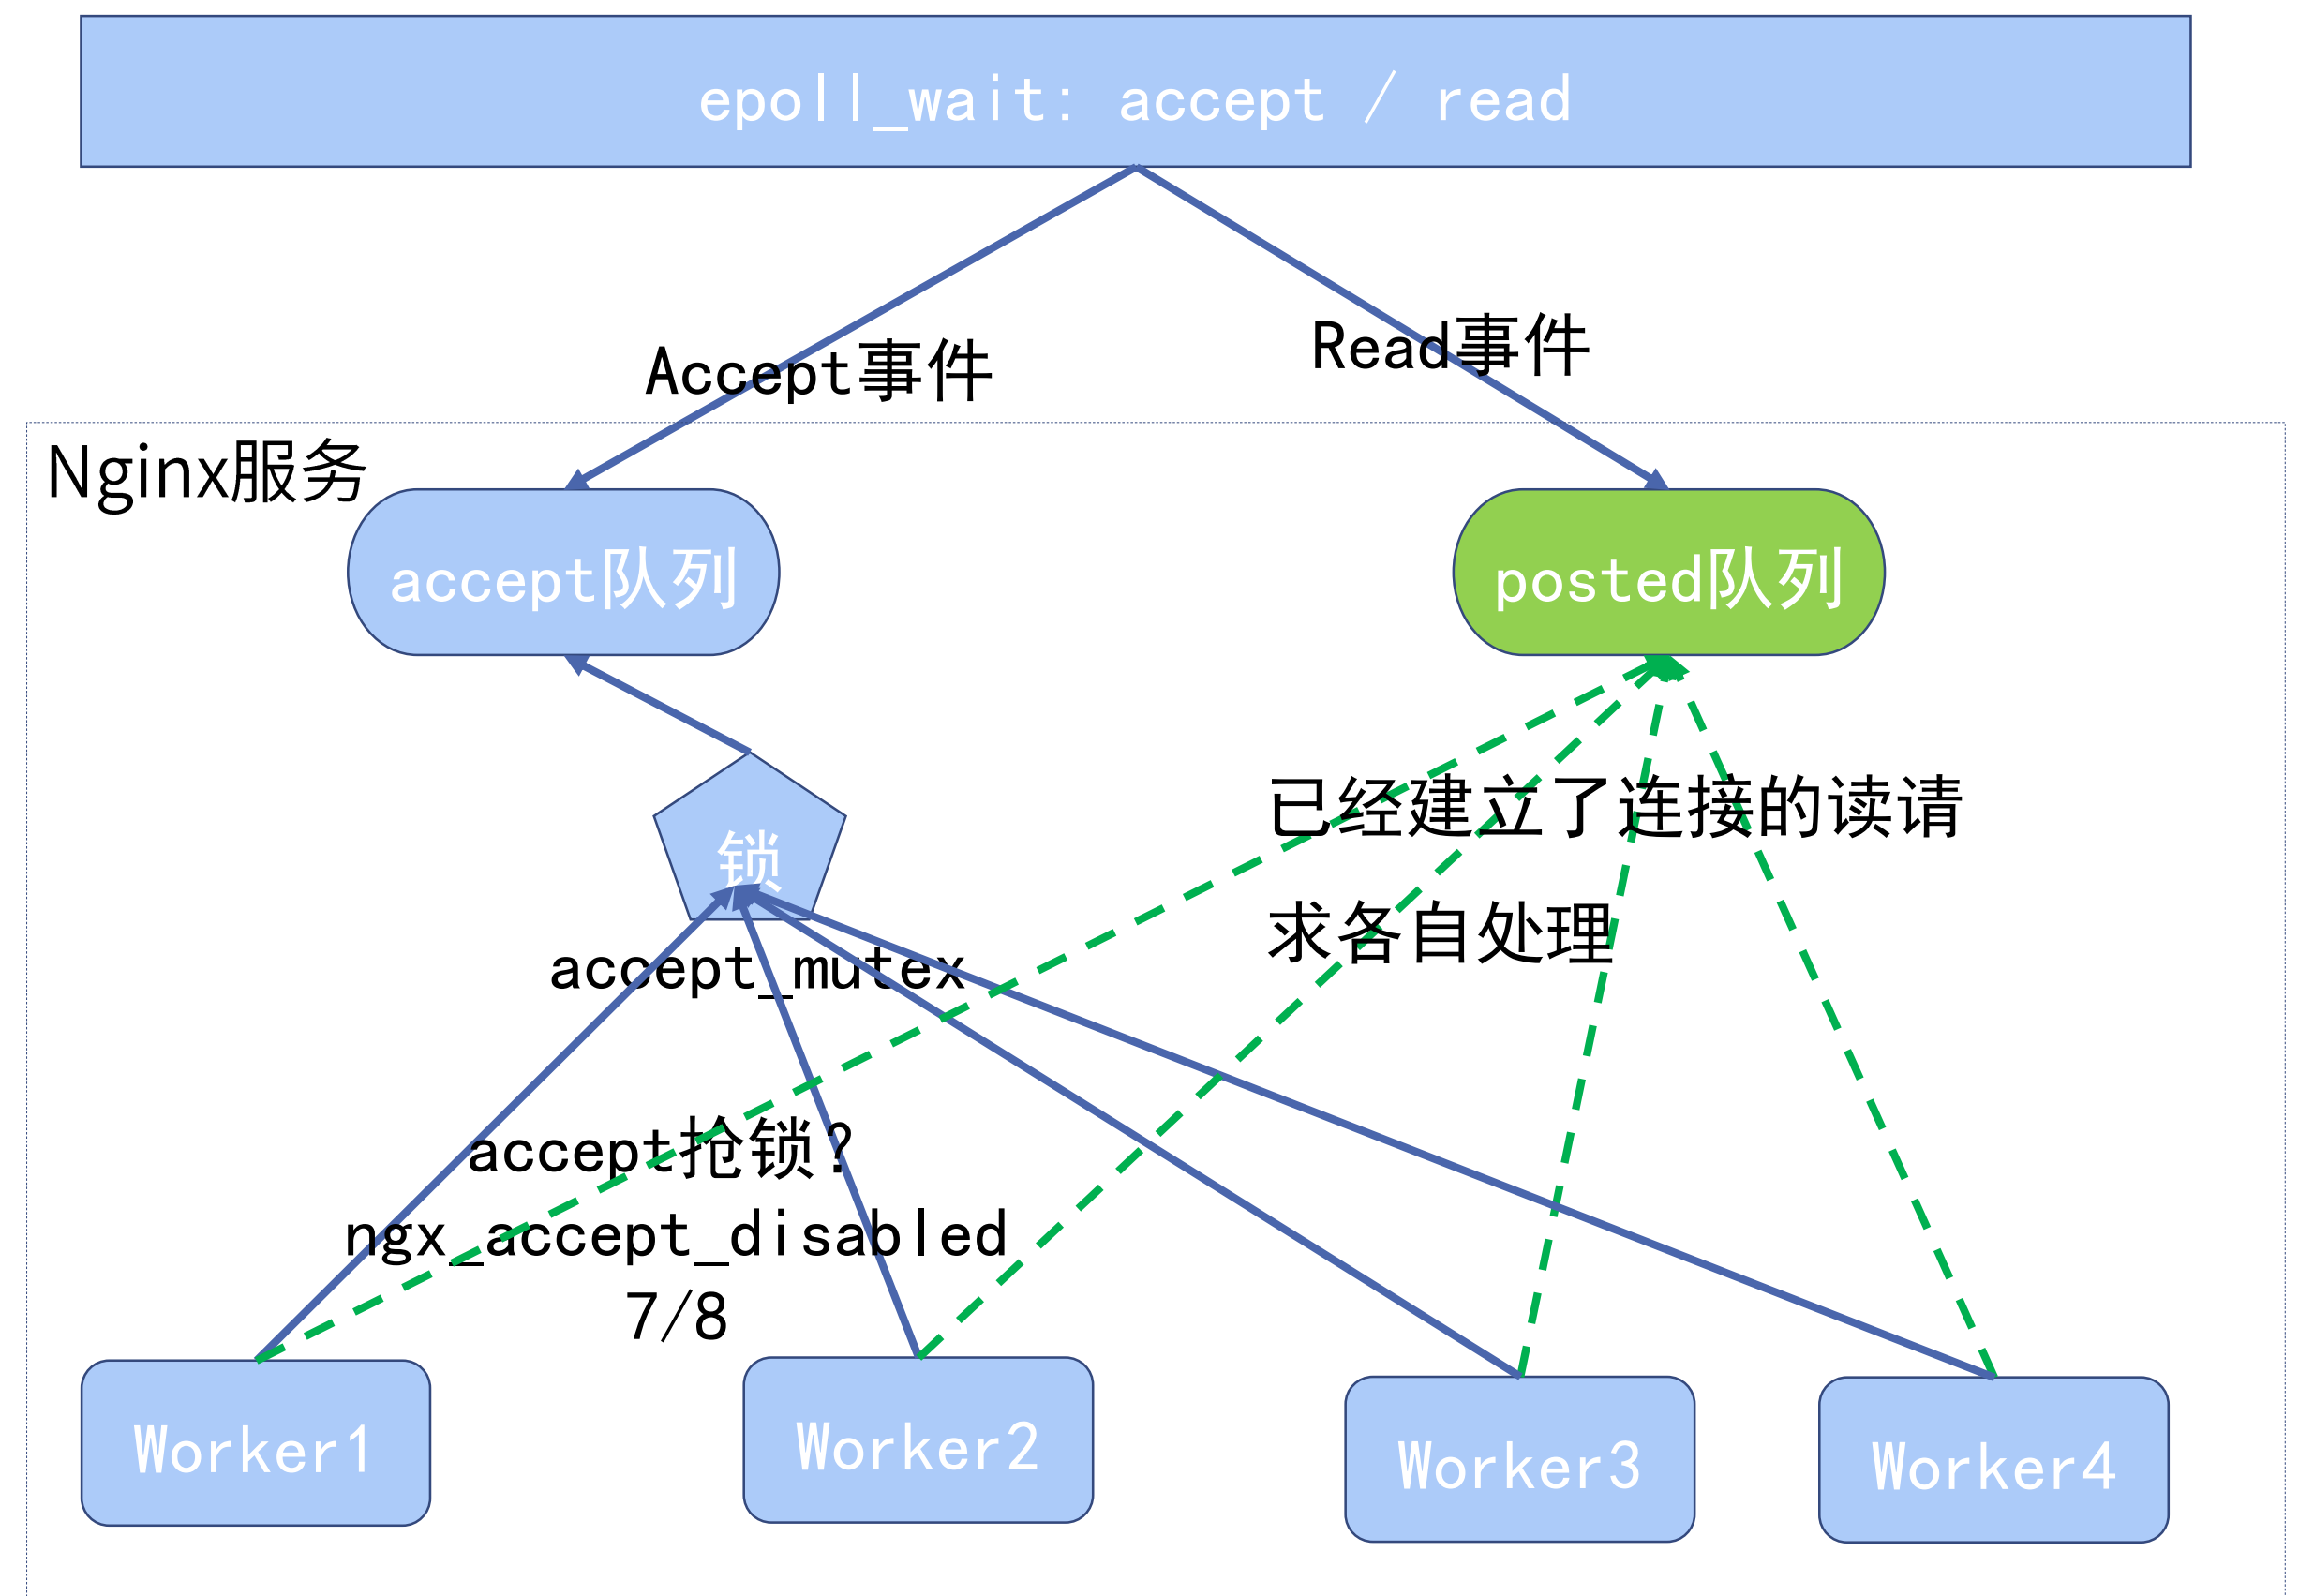 epoll_wait: accept / read
Accept事件
Read事件
Nginx服务
accept队列
posted队列
锁
已经建立了连接的读请
求各自处理
accept_mutex
accept抢锁？
ngx_accept_disabled
7/8
Worker1
Worker2
Worker3
Worker4